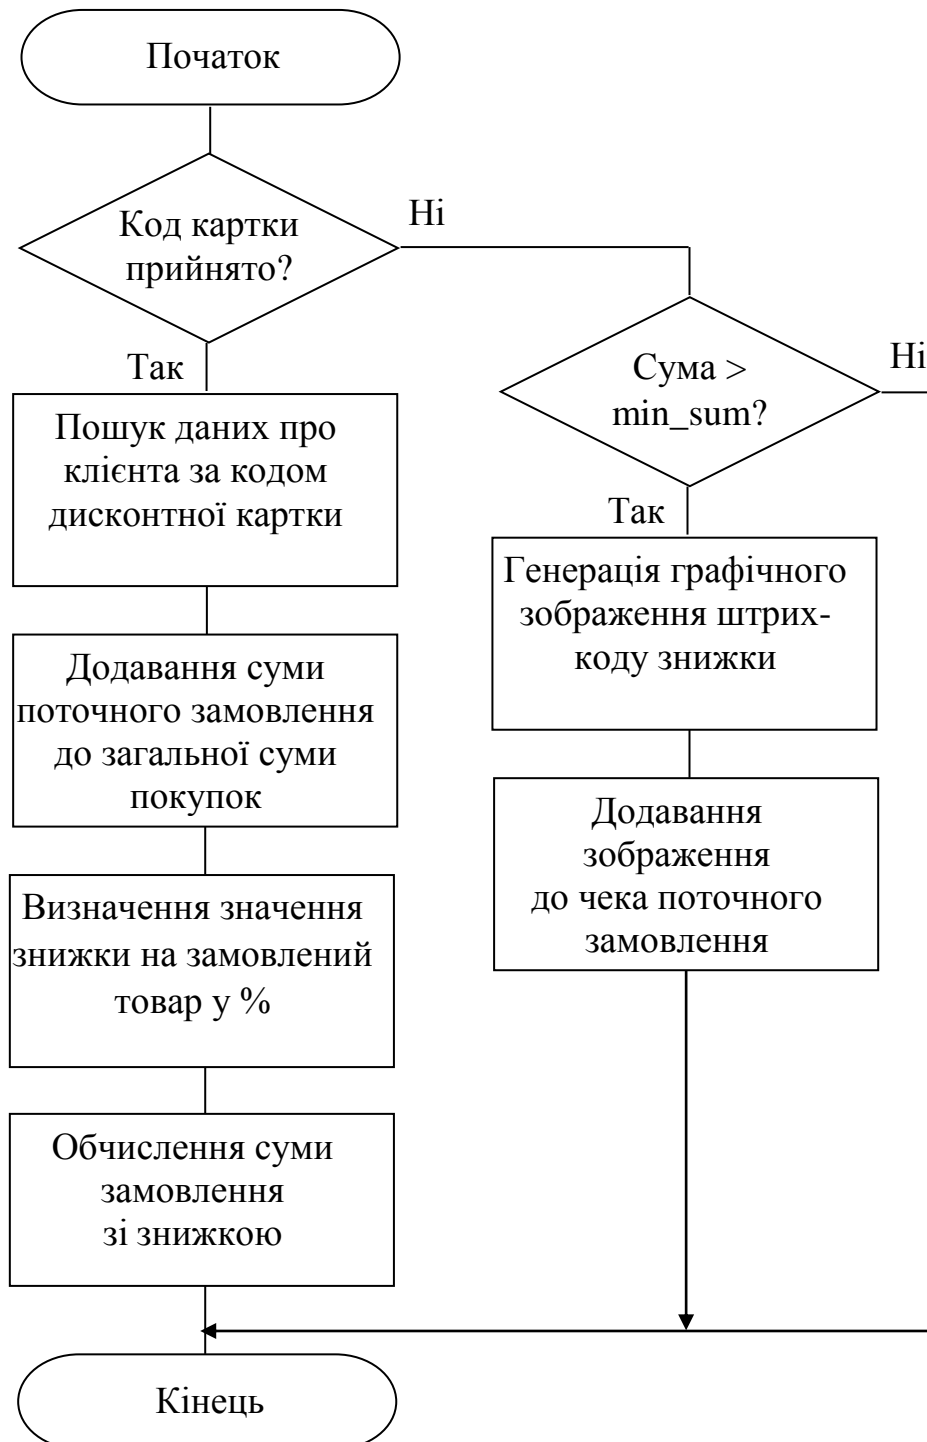 Початок
Код картки
прийнято?
Ні
Так
Пошук даних про
клієнта за кодом
дисконтної картки
Додавання суми
поточного замовлення
до загальної суми
покупок
Визначення значення
знижки на замовлений
товар у %
Обчислення суми
замовлення
зі знижкою
Сума >
min_sum?
Ні
Так
Генерація графічного
зображення штрих-
коду знижки
Додавання
зображення
до чека поточного
замовлення
Кінець